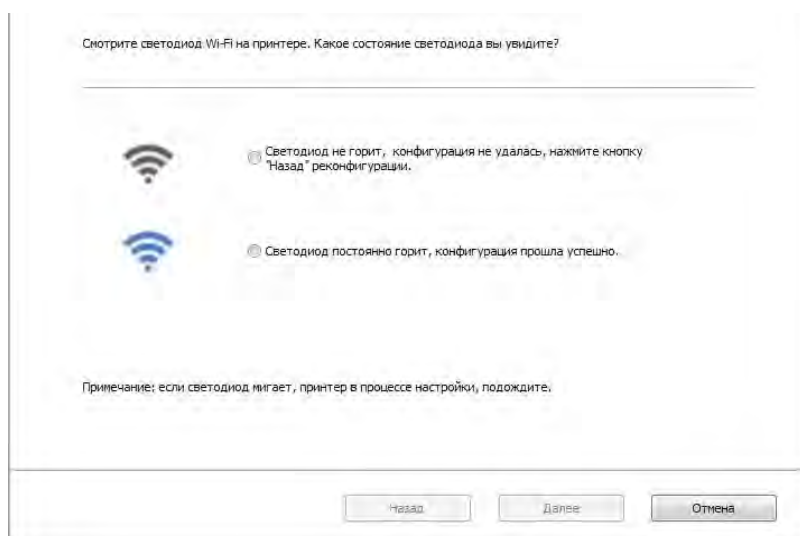 Смотрите светодиод Wi-Fi на принтере. Какое состояние светодиода вы увидите?
Светодиод не горит, конфигурация не удалась, нажмите кнопку
"Назад" реконфигурации.
Светодиод постоянно горит, конфигурация прошла успешно.
Примечание: если светодиод мигает, принтер в процессе настройки, подождите.
Назад
Далее
Отмена